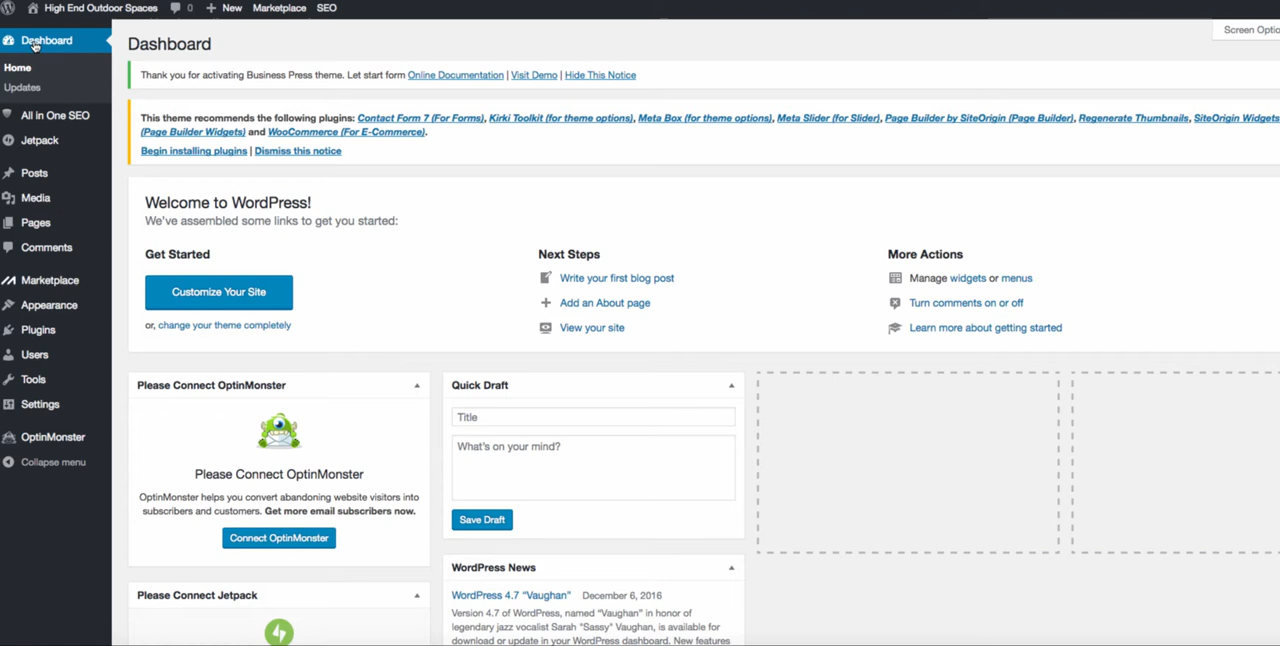 High End Outdoor Spaces 0 New Marketplace SEO
Dashboard
Home
Updates
All in One SEO
Jetpack
Posts
Media
Pages
Comments
Marketplace
Appearance
Plugins
Users
Tools
Settings
OptinMonster
Collapse menu
Screen Optio
Dashboard
Thank you for activating Business Press theme. Let start form Online Documentation | Visit Demo | Hide This Notice
This theme recommends the following plugins: Contact Form 7 (For Forms), Kirki Toolkit (for theme options), Meta Box (for theme options), Meta Slider (for Slider), Page Builder by SiteOrigin (Page Builder), Regenerate Thumbnails, SiteOrigin Widgets
(Page Builder Widgets) and WooCommerce (For E-Commerce).
Begin installing plugins | Dismiss this notice
Welcome to WordPress!
We've assembled some links to get you started:
Get Started
Customize Your Site
or, change your theme completely
Next Steps
Write your first blog post
Add an About page
View your site
More Actions
Manage widgets or menus
Turn comments on or off
Learn more about getting started
Please Connect OptinMonster
Please Connect OptinMonster
OptinMonster helps you convert abandoning website visitors into
subscribers and customers. Get more email subscribers now.
Connect OptinMonster
Please Connect Jetpack
Quick Draft
Title
What's on your mind?
Save Draft
WordPress News
WordPress 4.7 "Vaughan" December 6, 2016
Version 4.7 of WordPress, named "Vaughan" in honor of
legendary jazz vocalist Sarah "Sassy" Vaughan, is available for
download or update in your WordPress dashboard. New features